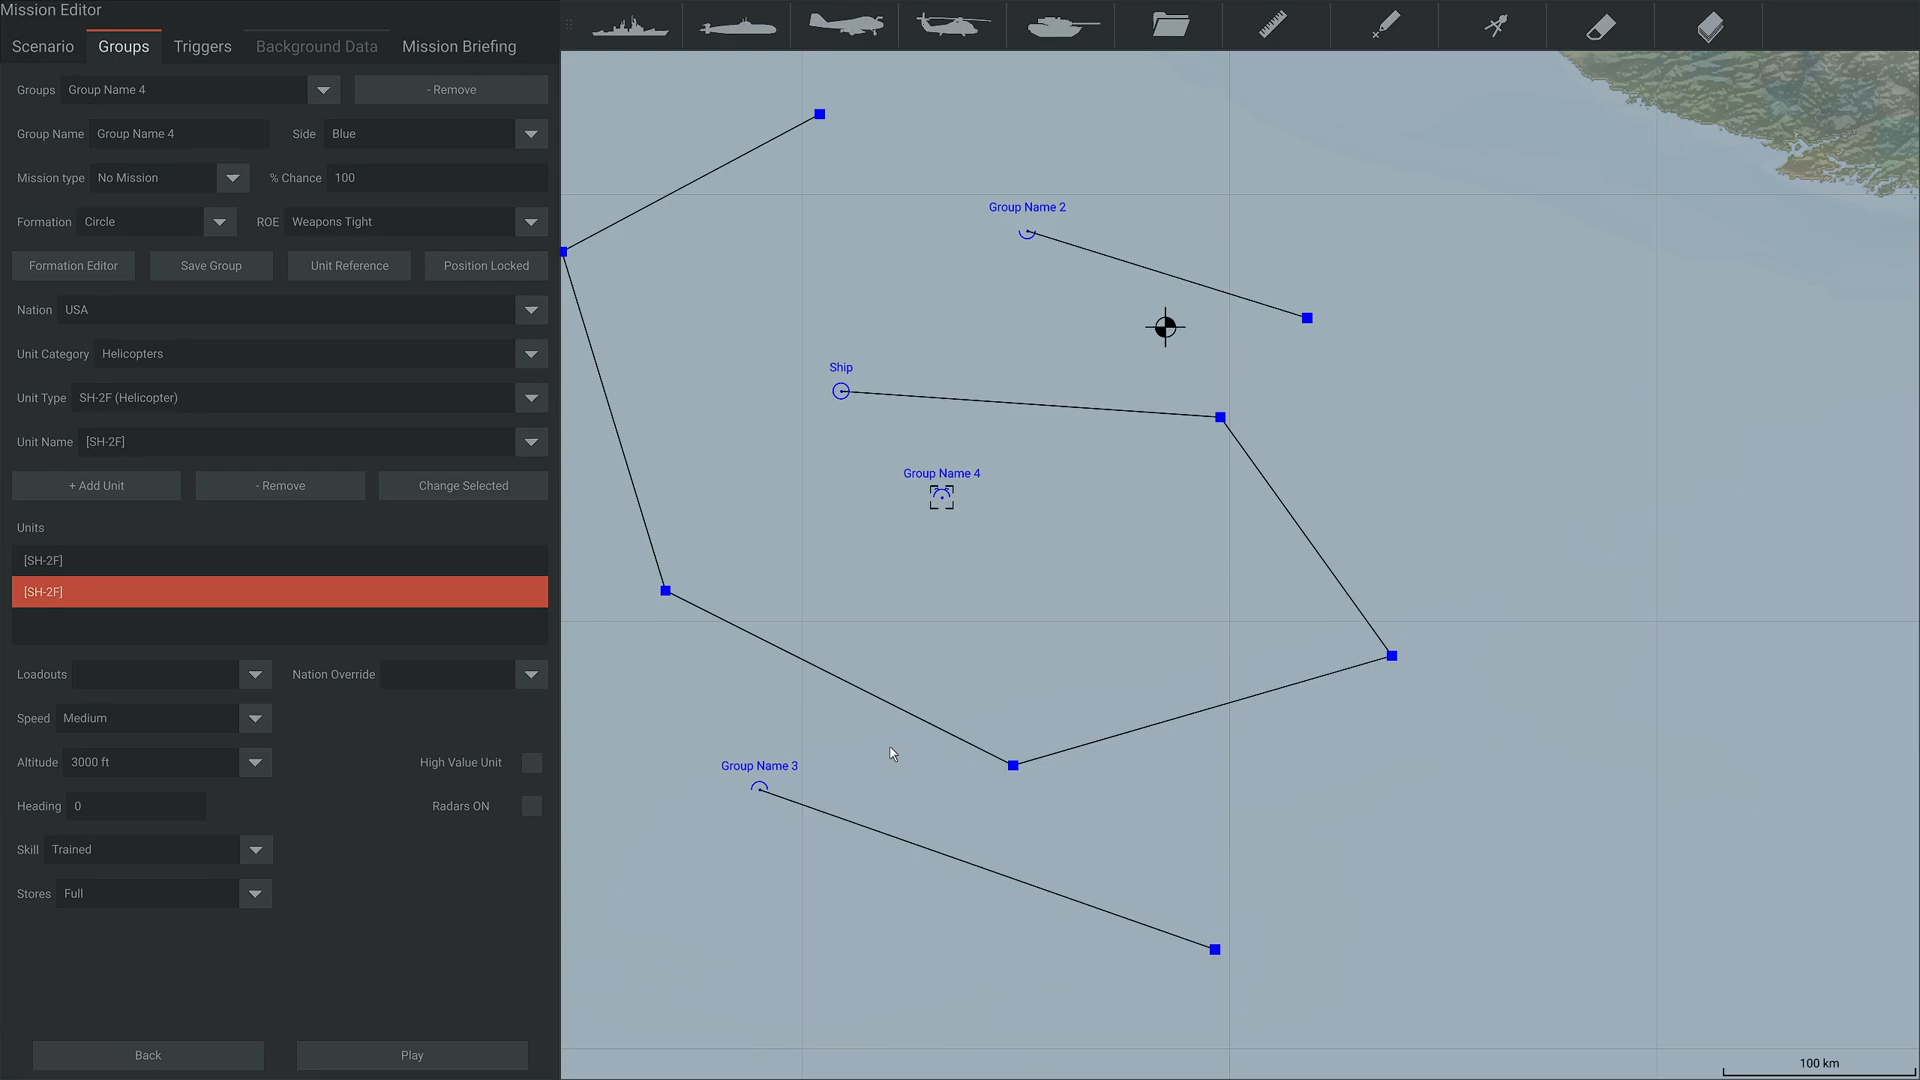 Mission Editor
Scenario Groups Triggers Background Data Mission Briefing
Groups Group Name 4 - Remove
Group Name Group Name 4 Side Blue
Mission type No Mission % Chance 100
Formation Circle ROE Weapons Tight
Formation Editor Save Group Unit Reference Position Locked
Nation USA
Unit Category Helicopters
Unit Type SH-2F (Helicopter)
Unit Name [SH-2F]
+ Add Unit - Remove Change Selected
Units
[SH-2F]
[SH-2F]
Loadouts Nation Override
Speed Medium
Altitude 3000 ft High Value Unit
Heading 0 Radars ON
Skill Trained
Stores Full
Back Play
Group Name 2
Ship
Group Name 4
Group Name 3
100 km